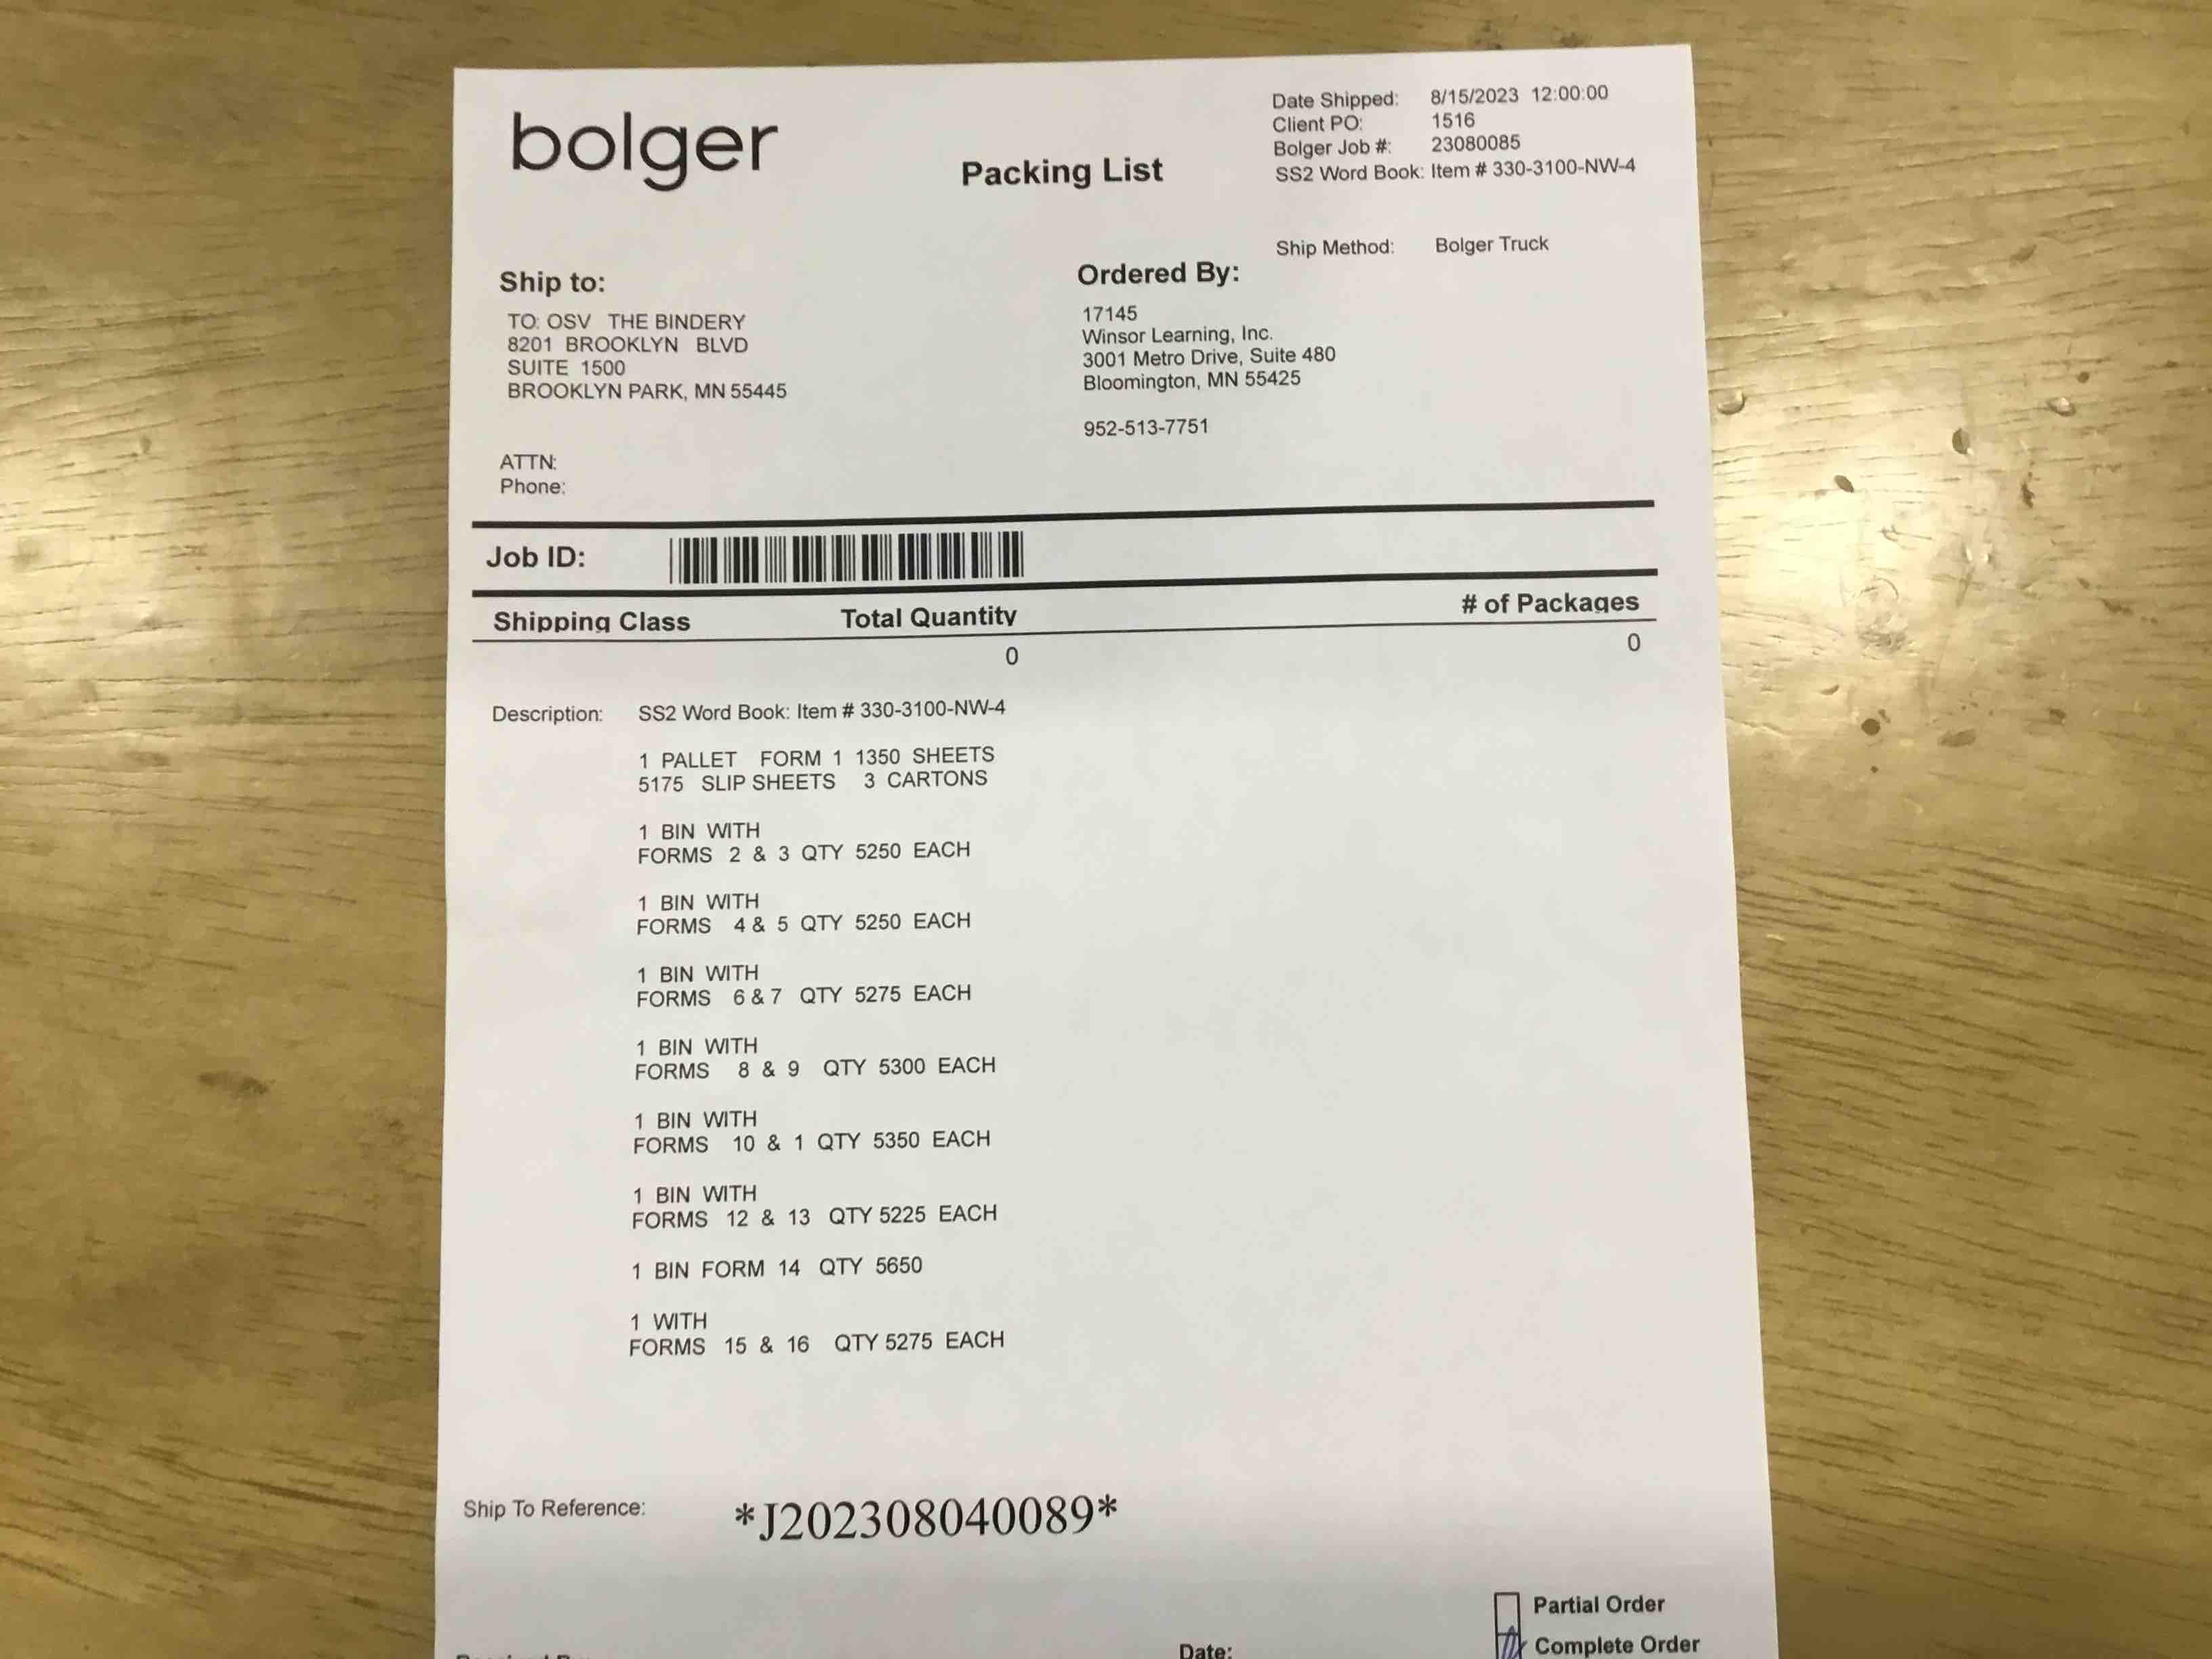 bolger
Packing List
Date Shipped: 8/15/2023 12:00:00
Client PO: 1516
Bolger Job #: 23080085
SS2 Word Book: Item # 330-3100-NW-4
Ship Method: Bolger Truck
Ship to:
TO: OSV THE BINDERY
8201 BROOKLYN BLVD
SUITE 1500
BROOKLYN PARK, MN 55445
ATTN:
Phone:
Ordered By:
17145
Winsor Learning, Inc.
3001 Metro Drive, Suite 480
Bloomington, MN 55425
952-513-7751
Job ID:
Shipping Class Total Quantity # of Packages
0 0
Description: SS2 Word Book: Item # 330-3100-NW-4
1 PALLET FORM 1 1350 SHEETS
5175 SLIP SHEETS 3 CARTONS
1 BIN WITH
FORMS 2 & 3 QTY 5250 EACH
1 BIN WITH
FORMS 4 & 5 QTY 5250 EACH
1 BIN WITH
FORMS 6 & 7 QTY 5275 EACH
1 BIN WITH
FORMS 8 & 9 QTY 5300 EACH
1 BIN WITH
FORMS 10 & 1 QTY 5350 EACH
1 BIN WITH
FORMS 12 & 13 QTY 5225 EACH
1 BIN FORM 14 QTY 5650
1 WITH
FORMS 15 & 16 QTY 5275 EACH
Ship To Reference: *J202308040089*
Partial Order
Complete Order
Date: